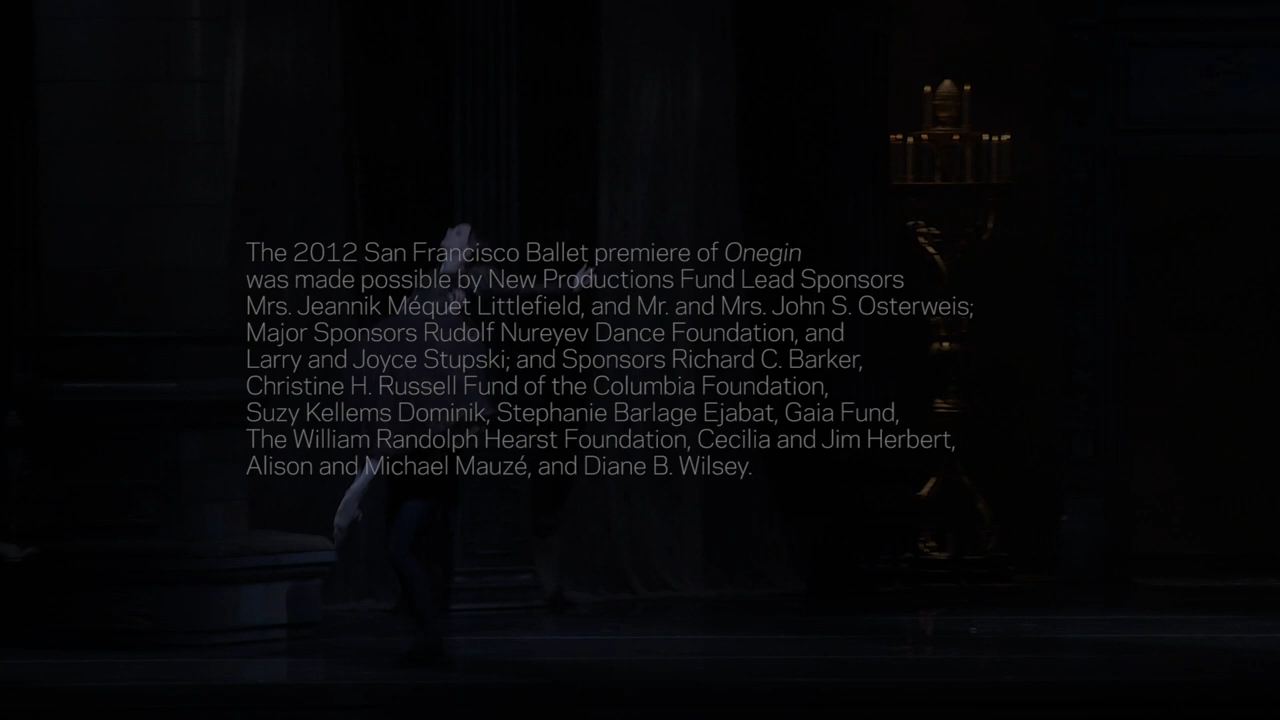 The 2012 San Francisco Ballet premiere of Onegin
was made possible by New Productions Fund Lead Sponsors
Mrs. Jeannik Méquet Littlefield, and Mr. and Mrs. John S. Osterweis;
Major Sponsors Rudolf Nureyev Dance Foundation, and
Larry and Joyce Stupski; and Sponsors Richard C. Barker,
Christine H. Russell Fund of the Columbia Foundation,
Suzy Kellems Dominik, Stephanie Barlage Ejabat, Gaia Fund,
The William Randolph Hearst Foundation, Cecilia and Jim Herbert,
Alison and Michael Mauzé, and Diane B. Wilsey.